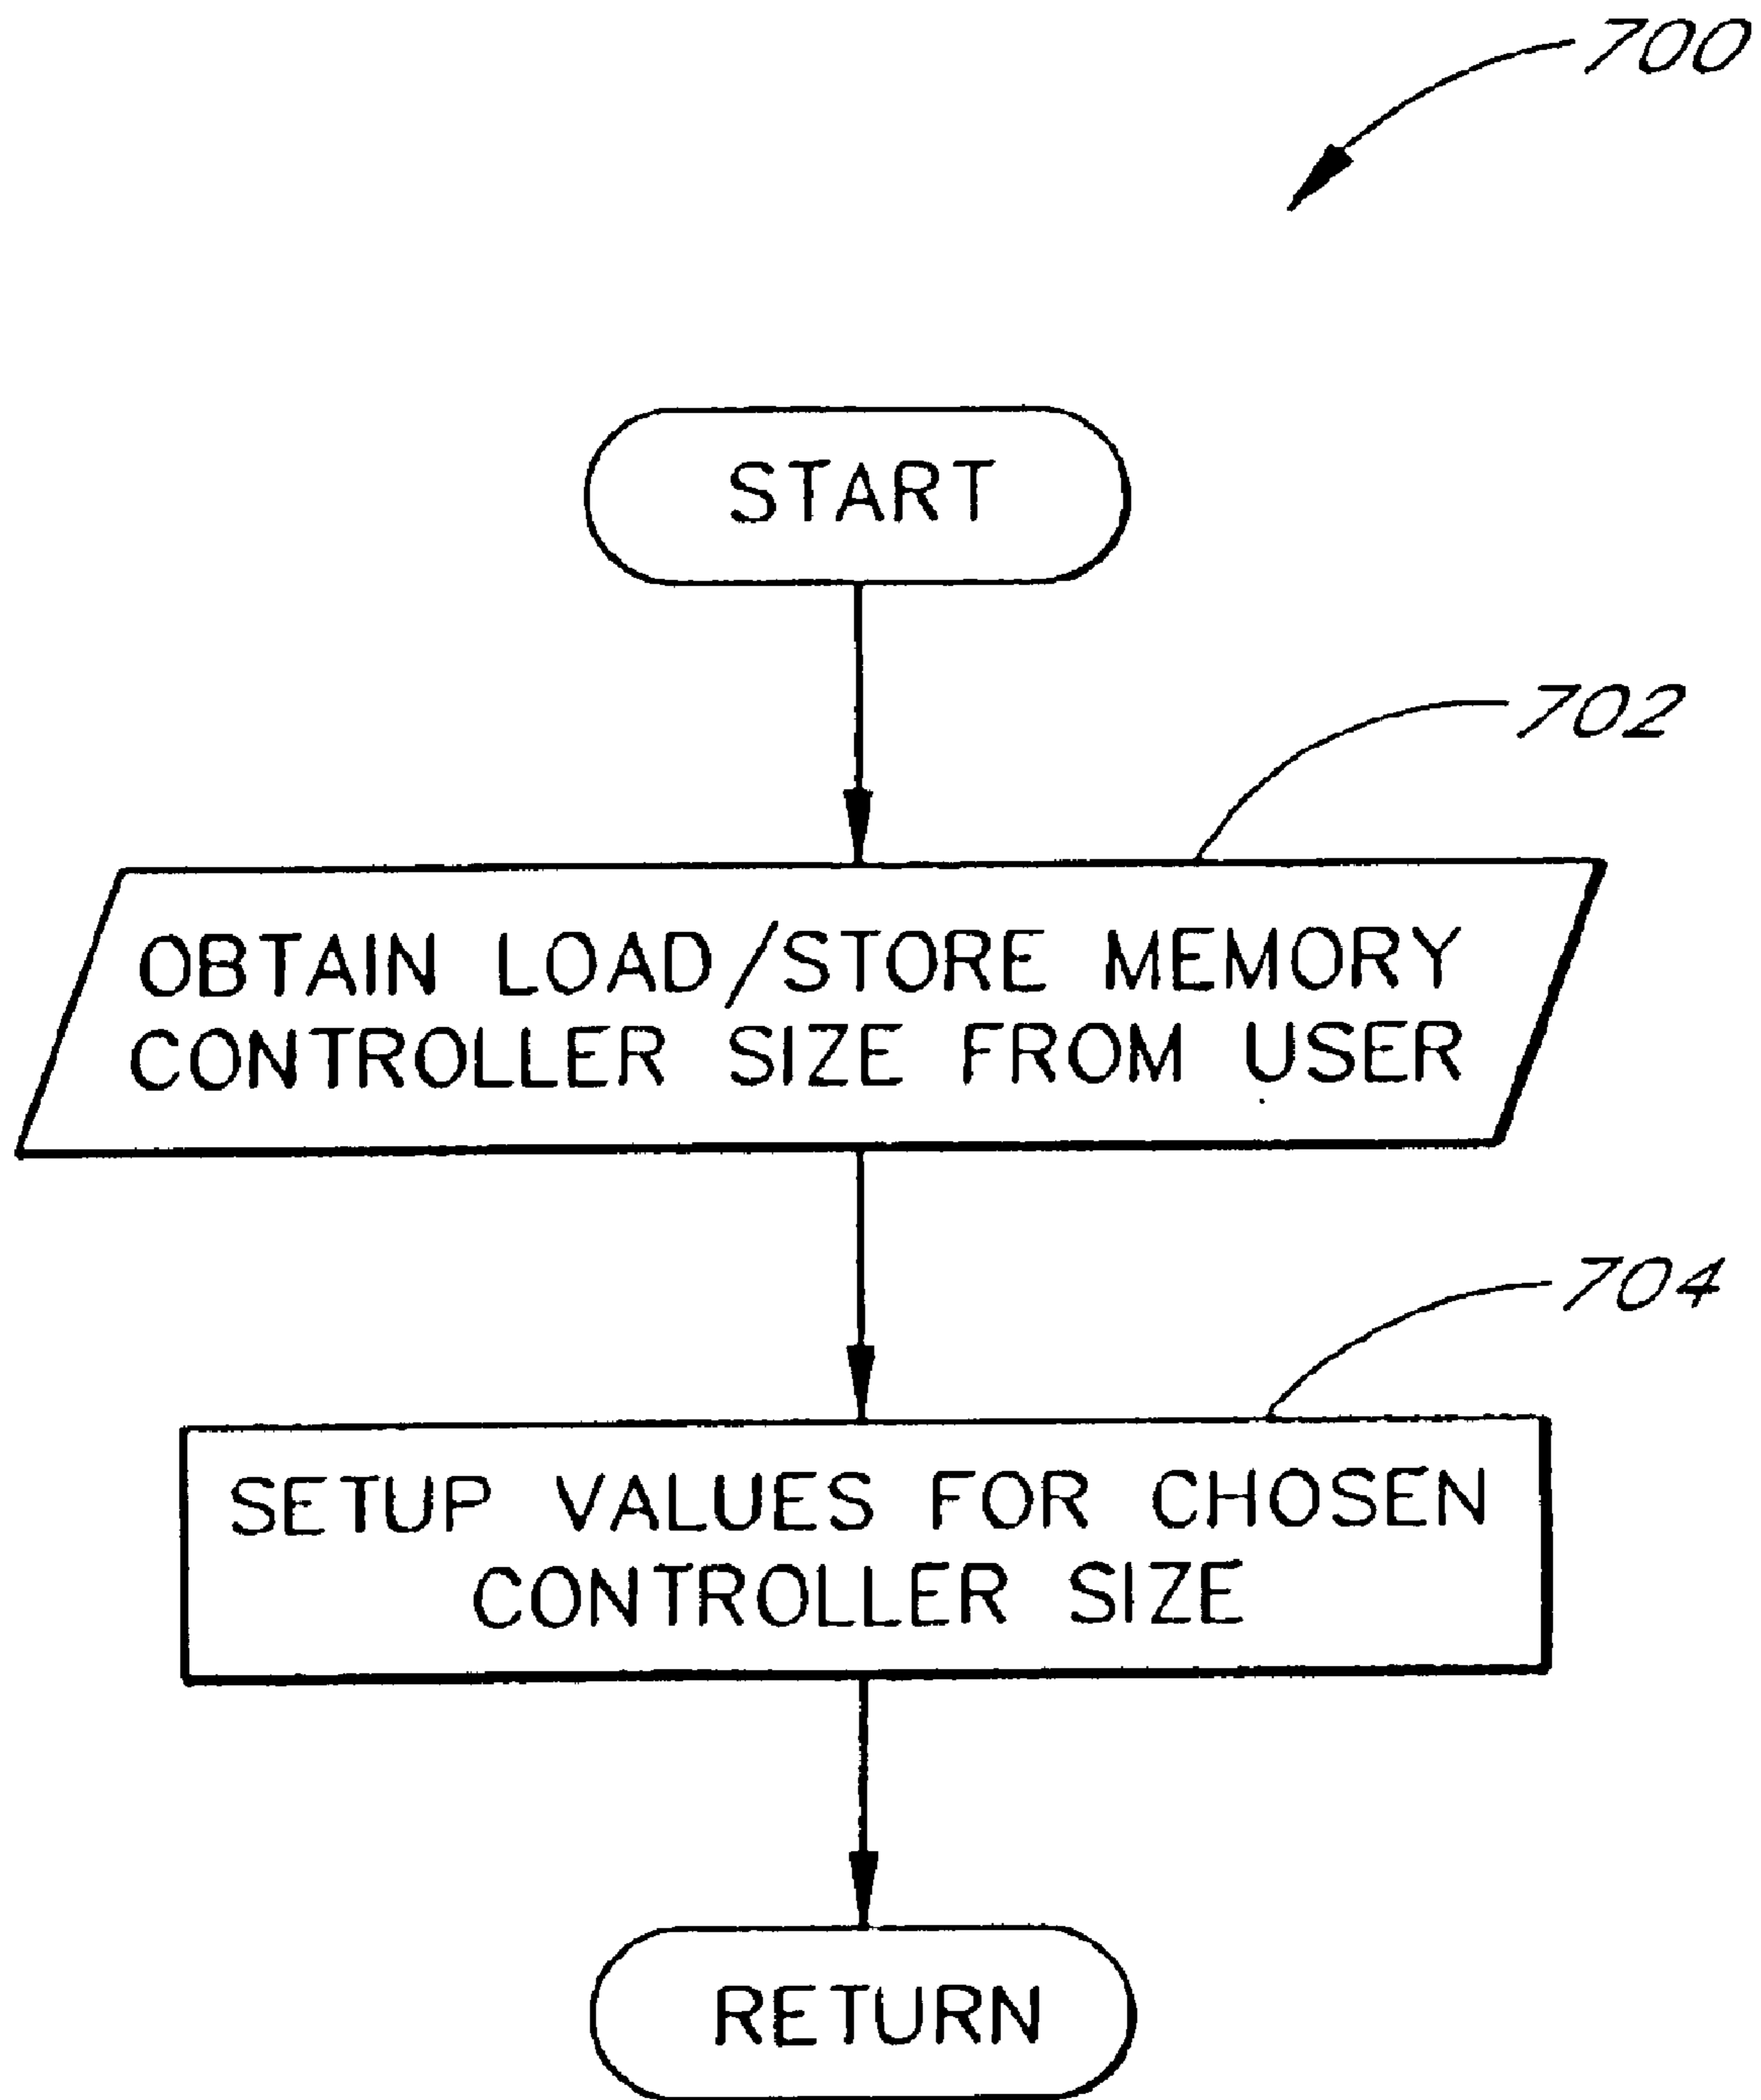 700
START
702
OBTAIN LOAD/STORE MEMORY
CONTROLLER SIZE FROM USER
704
SETUP VALUES FOR CHOSEN
CONTROLLER SIZE
RETURN